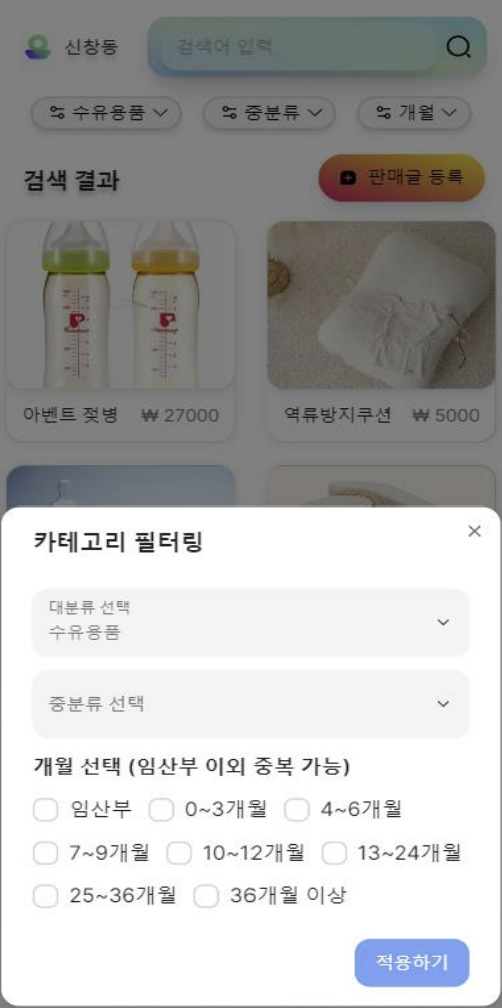 신창동
검색어 입력
수유용품
중분류
개월
검색 결과
판매글 등록
아벤트 젖병
₩ 27000
역류방지쿠션
₩ 5000
카테고리 필터링
×
대분류 선택
수유용품
중분류 선택
개월 선택 (임산부 이외 중복 가능)
임산부 0~3개월 4~6개월
7~9개월 10~12개월 13~24개월
25~36개월 36개월 이상
적용하기